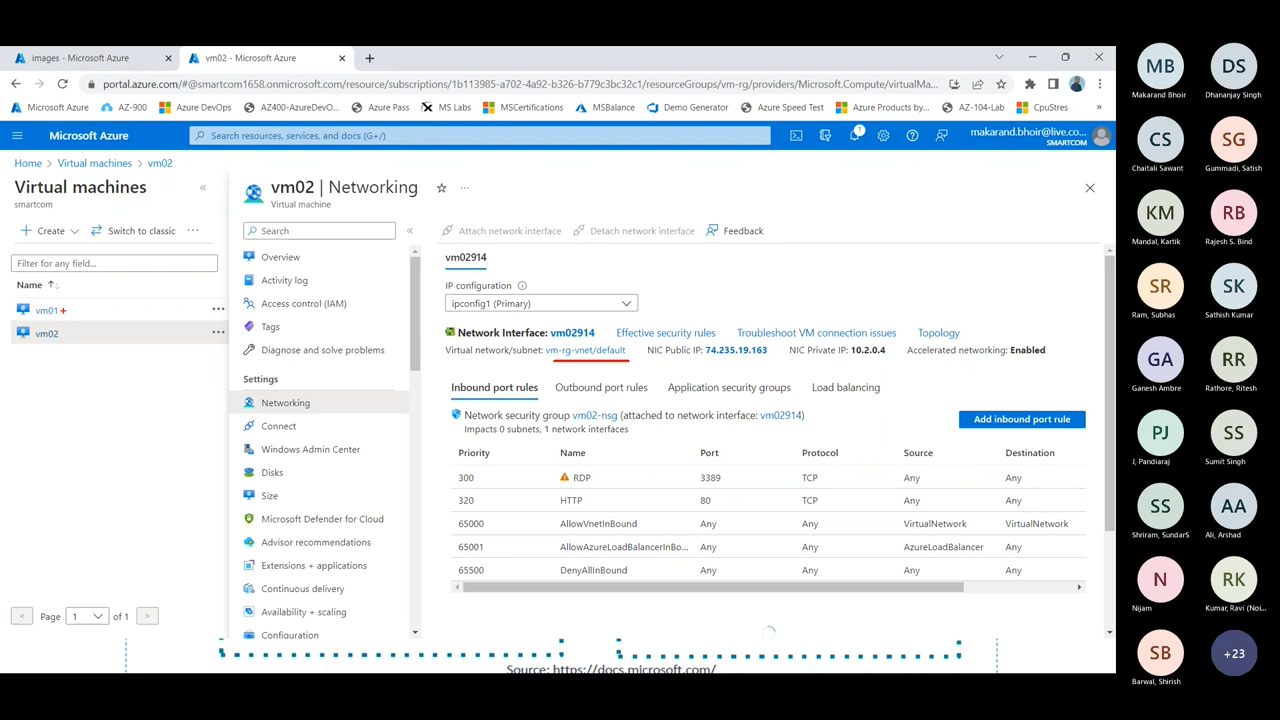 images - Microsoft Azure
vm02 - Microsoft Azure
portal.azure.com/#@smartcom1658.onmicrosoft.com/resource/subscriptions/1b113985-a702-4a92-b326-b779c3bc32c1/resourceGroups/vm-rg/providers/Microsoft.Compute/virtualMa...
Microsoft Azure AZ-900 Azure DevOps AZ400-AzureDevO... Azure Pass MS Labs MSCertifications MSBalance Demo Generator Azure Speed Test Azure Products by... AZ-104-Lab CpuStres »
Microsoft Azure
Search resources, services, and docs (G+/)
1
makarand.bhoir@live.co...
SMARTCOM
Home > Virtual machines > vm02
Virtual machines «
smartcom
Create Switch to classic ...
Filter for any field...
Name ↑↓
vm01 ...
vm02 ...
Page 1 of 1
vm02 | Networking ...
Virtual machine
Search «
Overview
Activity log
Access control (IAM)
Tags
Diagnose and solve problems
Settings
Networking
Connect
Windows Admin Center
Disks
Size
Microsoft Defender for Cloud
Advisor recommendations
Extensions + applications
Continuous delivery
Availability + scaling
Configuration
Attach network interface Detach network interface Feedback
vm02914
IP configuration
ipconfig1 (Primary)
Network Interface: vm02914 Effective security rules Troubleshoot VM connection issues Topology
Virtual network/subnet: vm-rg-vnet/default NIC Public IP: 74.235.19.163 NIC Private IP: 10.2.0.4 Accelerated networking: Enabled
Inbound port rules Outbound port rules Application security groups Load balancing
Network security group vm02-nsg (attached to network interface: vm02914)
Impacts 0 subnets, 1 network interfaces
Add inbound port rule
Priority Name Port Protocol Source Destination
300 RDP 3389 TCP Any Any
320 HTTP 80 TCP Any Any
65000 AllowVnetInBound Any Any VirtualNetwork VirtualNetwork
65001 AllowAzureLoadBalancerInBo... Any Any AzureLoadBalancer Any
65500 DenyAllInBound Any Any Any Any
Source: https://docs.microsoft.com/
MB DS
Makarand Bhoir Dhananjay Singh
CS SG
Chaitali Sawant Gummadi, Satish
KM RB
Mandal, Kartik Rajesh S. Bind
SR SK
Ram, Subhas Sathish Kumar
GA RR
Ganesh Ambre Rathore, Ritesh
PJ SS
J, Pandiaraj Sumit Singh
SS AA
Shriram, SundarS Ali, Arshad
N RK
Nijam Kumar, Ravi (Noi...
SB +23
Barwal, Shirish